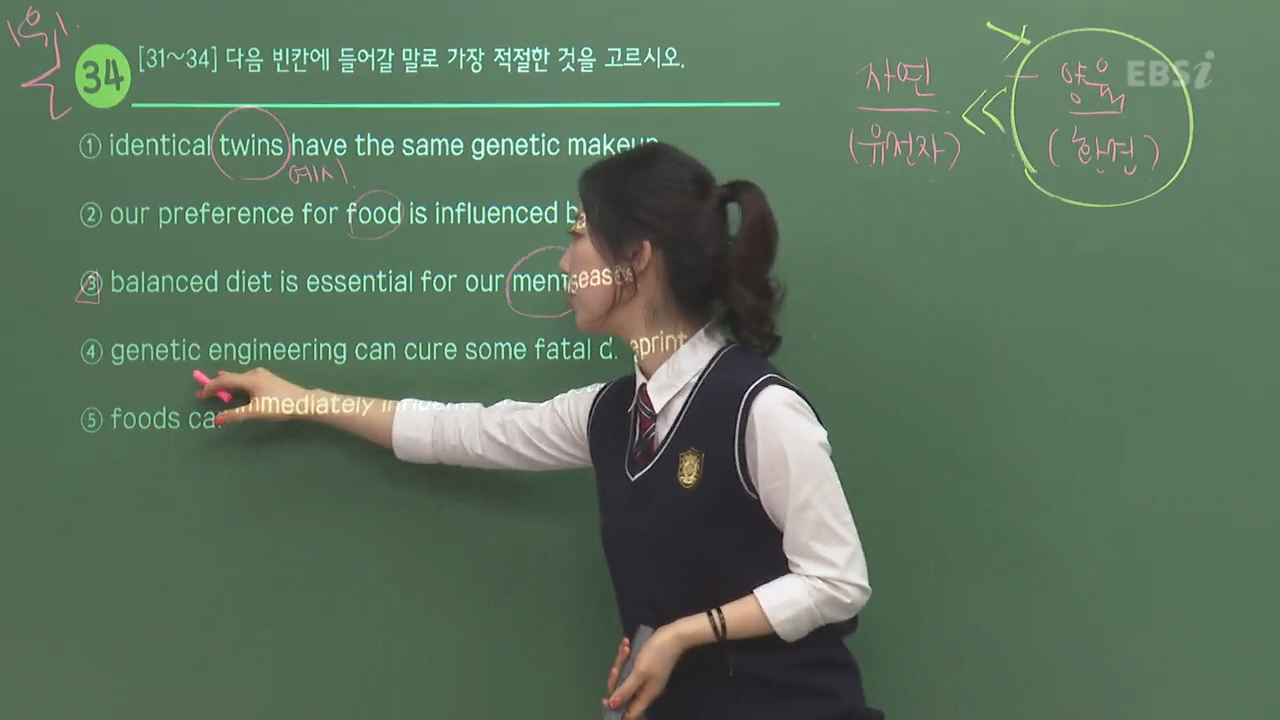 34 [31~34] 다음 빈칸에 들어갈 말로 가장 적절한 것을 고르시오.
① identical twins have the same genetic makeup
예시
② our preference for food is influenced
③ balanced diet is essential for our
④ genetic engineering can cure some fatal
⑤ foods immediately
자연 양육
(유전자) << (환경)
EBSi